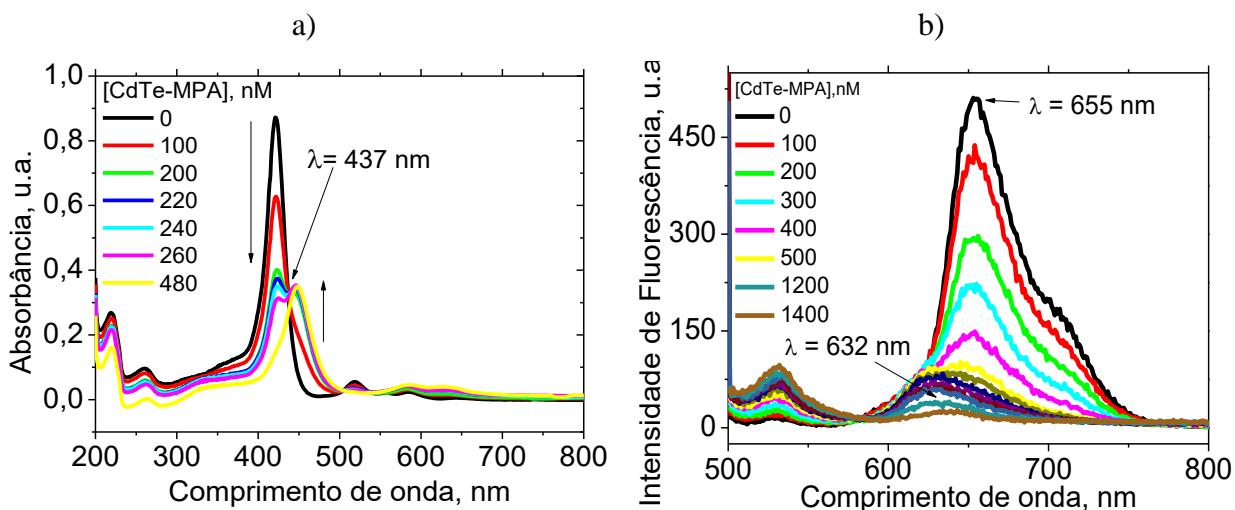 a)
1,0
0,8
0,6
0,4
0,2
0,0
Absorbância, u.a.
[CdTe-MPA], nM
0
100
200
220
240
260
480
λ= 437 nm
200 300 400 500 600 700 800
Comprimento de onda, nm
b)
450
300
150
0
Intensidade de Fluorescência, u.a
[CdTe-MPA],nM
0
100
200
300
400
500
1200
1400
λ = 655 nm
λ = 632 nm
500 600 700 800
Comprimento de onda, nm